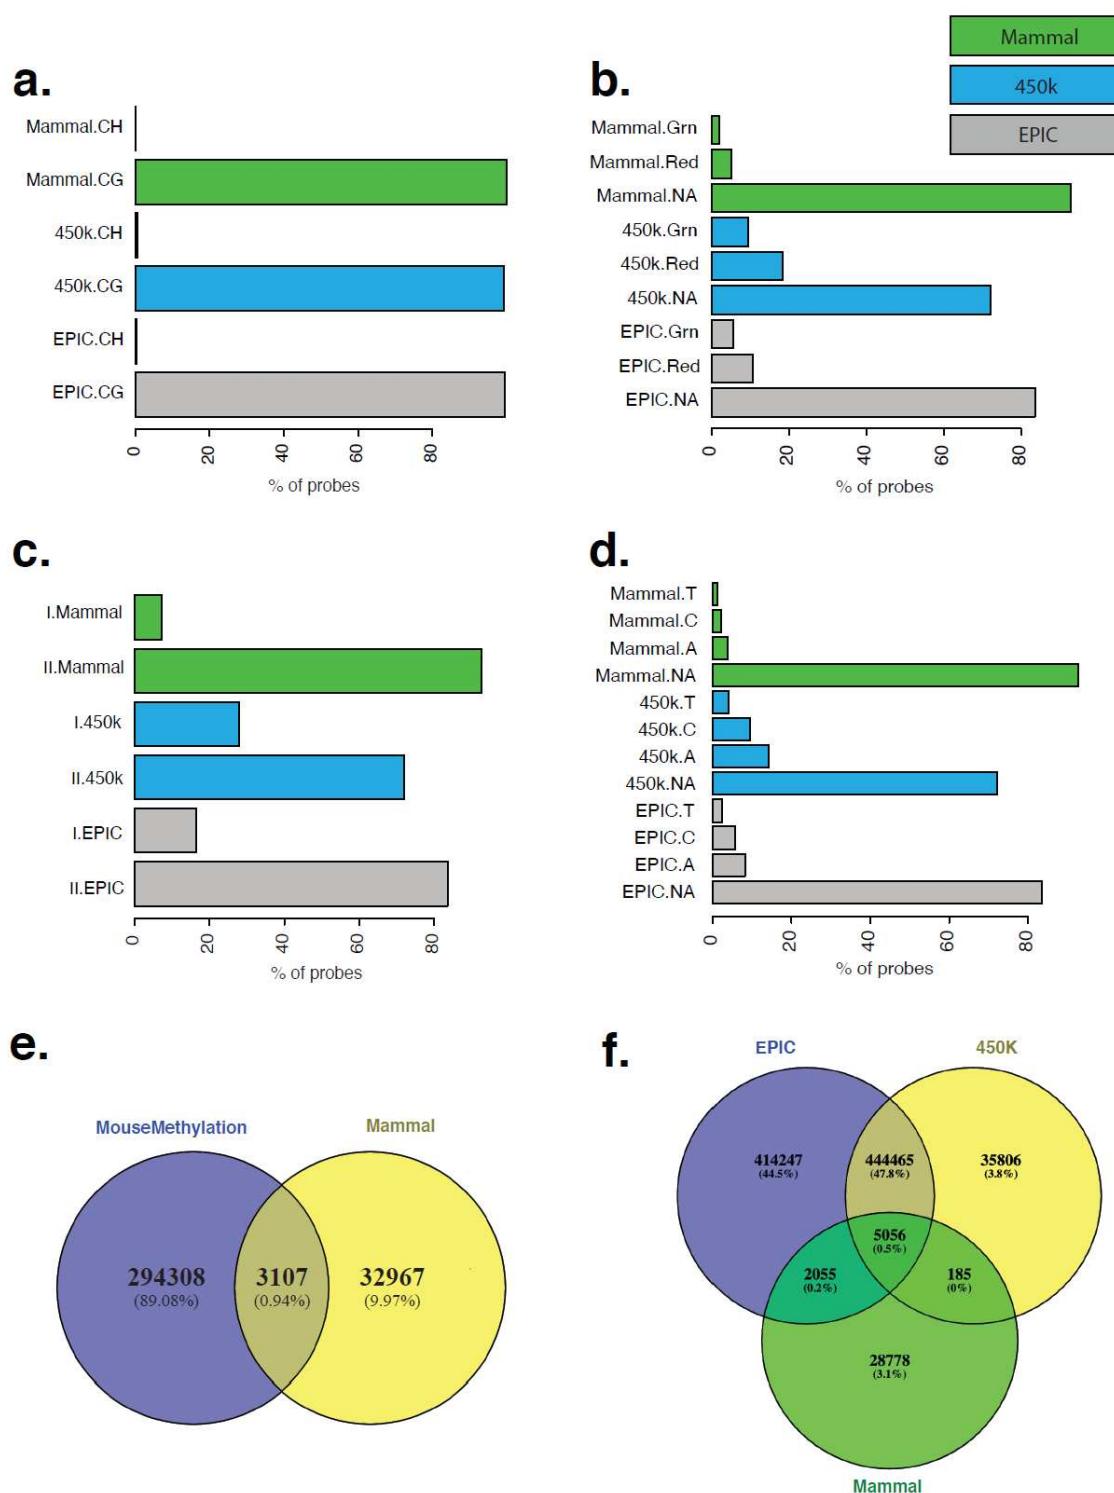 Mammal
450k
EPIC
a.
Mammal.CH
Mammal.CG
450k.CH
450k.CG
EPIC.CH
EPIC.CG
0 20 40 60 80
% of probes
b.
Mammal.Grn
Mammal.Red
Mammal.NA
450k.Grn
450k.Red
450k.NA
EPIC.Grn
EPIC.Red
EPIC.NA
0 20 40 60 80
% of probes
c.
I.Mammal
II.Mammal
I.450k
II.450k
I.EPIC
II.EPIC
0 20 40 60 80
% of probes
d.
Mammal.T
Mammal.C
Mammal.A
Mammal.NA
450k.T
450k.C
450k.A
450k.NA
EPIC.T
EPIC.C
EPIC.A
EPIC.NA
0 20 40 60 80
% of probes
e.
MouseMethylation Mammal
294308 3107 32967
(89.08%) (0.94%) (9.97%)
f.
EPIC 450K
414247 444465 35806
(44.5%) (47.8%) (3.8%)
5056
(0.5%)
2055 185
(0.2%) (0%)
28778
(3.1%)
Mammal